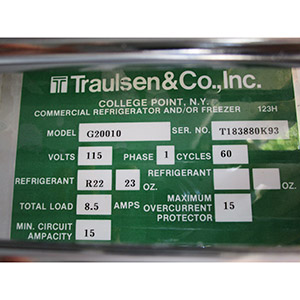 Traulsen & Co., Inc.
COLLEGE POINT, N.Y.
COMMERCIAL REFRIGERATOR AND/OR FREEZER 123H
MODEL G20010 SER. NO. T183880K93
VOLTS 115 PHASE 1 CYCLES 60
REFRIGERANT R22 23 OZ. REFRIGERANT OZ.
TOTAL LOAD 8.5 AMPS MAXIMUM OVERCURRENT PROTECTOR 15
MIN. CIRCUIT
AMPACITY 15